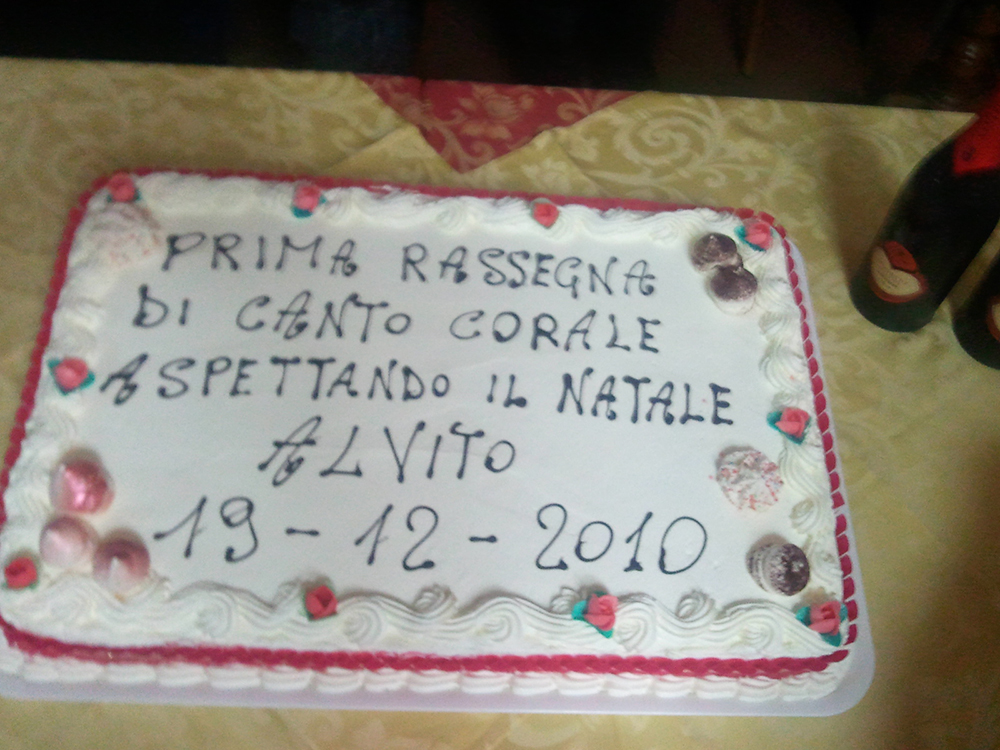 PRIMA RASSEGNA
DI CANTO CORALE
ASPETTANDO IL NATALE
ALVITO
19-12-2010